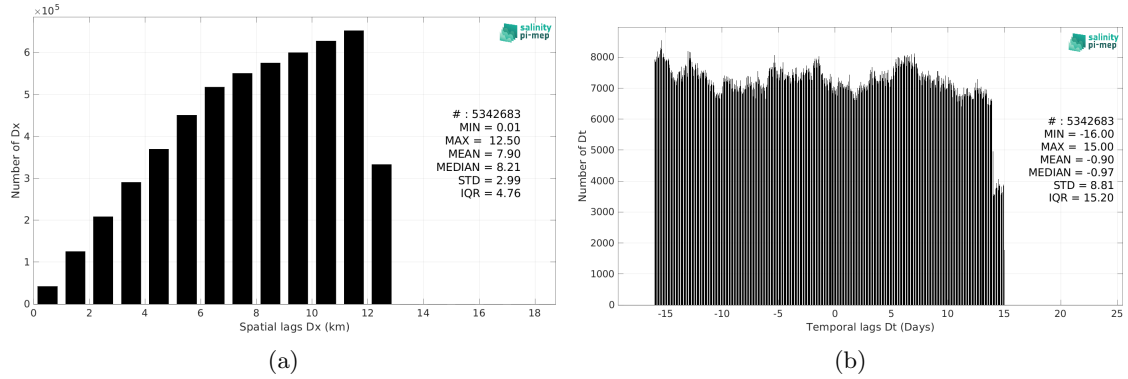 ×10⁵
Number of Dx
6
5
4
3
2
1
0
0 2 4 6 8 10 12 14 16 18
Spatial lags Dx (km)
salinity
pi-mep
# : 5342683
MIN = 0.01
MAX = 12.50
MEAN = 7.90
MEDIAN = 8.21
STD = 2.99
IQR = 4.76
(a)
Number of Dt
8000
7000
6000
5000
4000
3000
2000
1000
0
-15 -10 -5 0 5 10 15 20 25
Temporal lags Dt (Days)
salinity
pi-mep
# : 5342683
MIN = -16.00
MAX = 15.00
MEAN = -0.90
MEDIAN = -0.97
STD = 8.81
IQR = 15.20
(b)